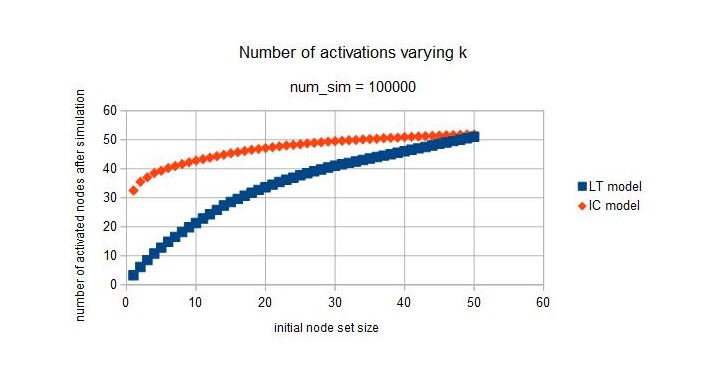 Number of activations varying k
num_sim = 100000
number of activated nodes after simulation
60
50
40
30
20
10
0
0 10 20 30 40 50 60
initial node set size
LT model
IC model